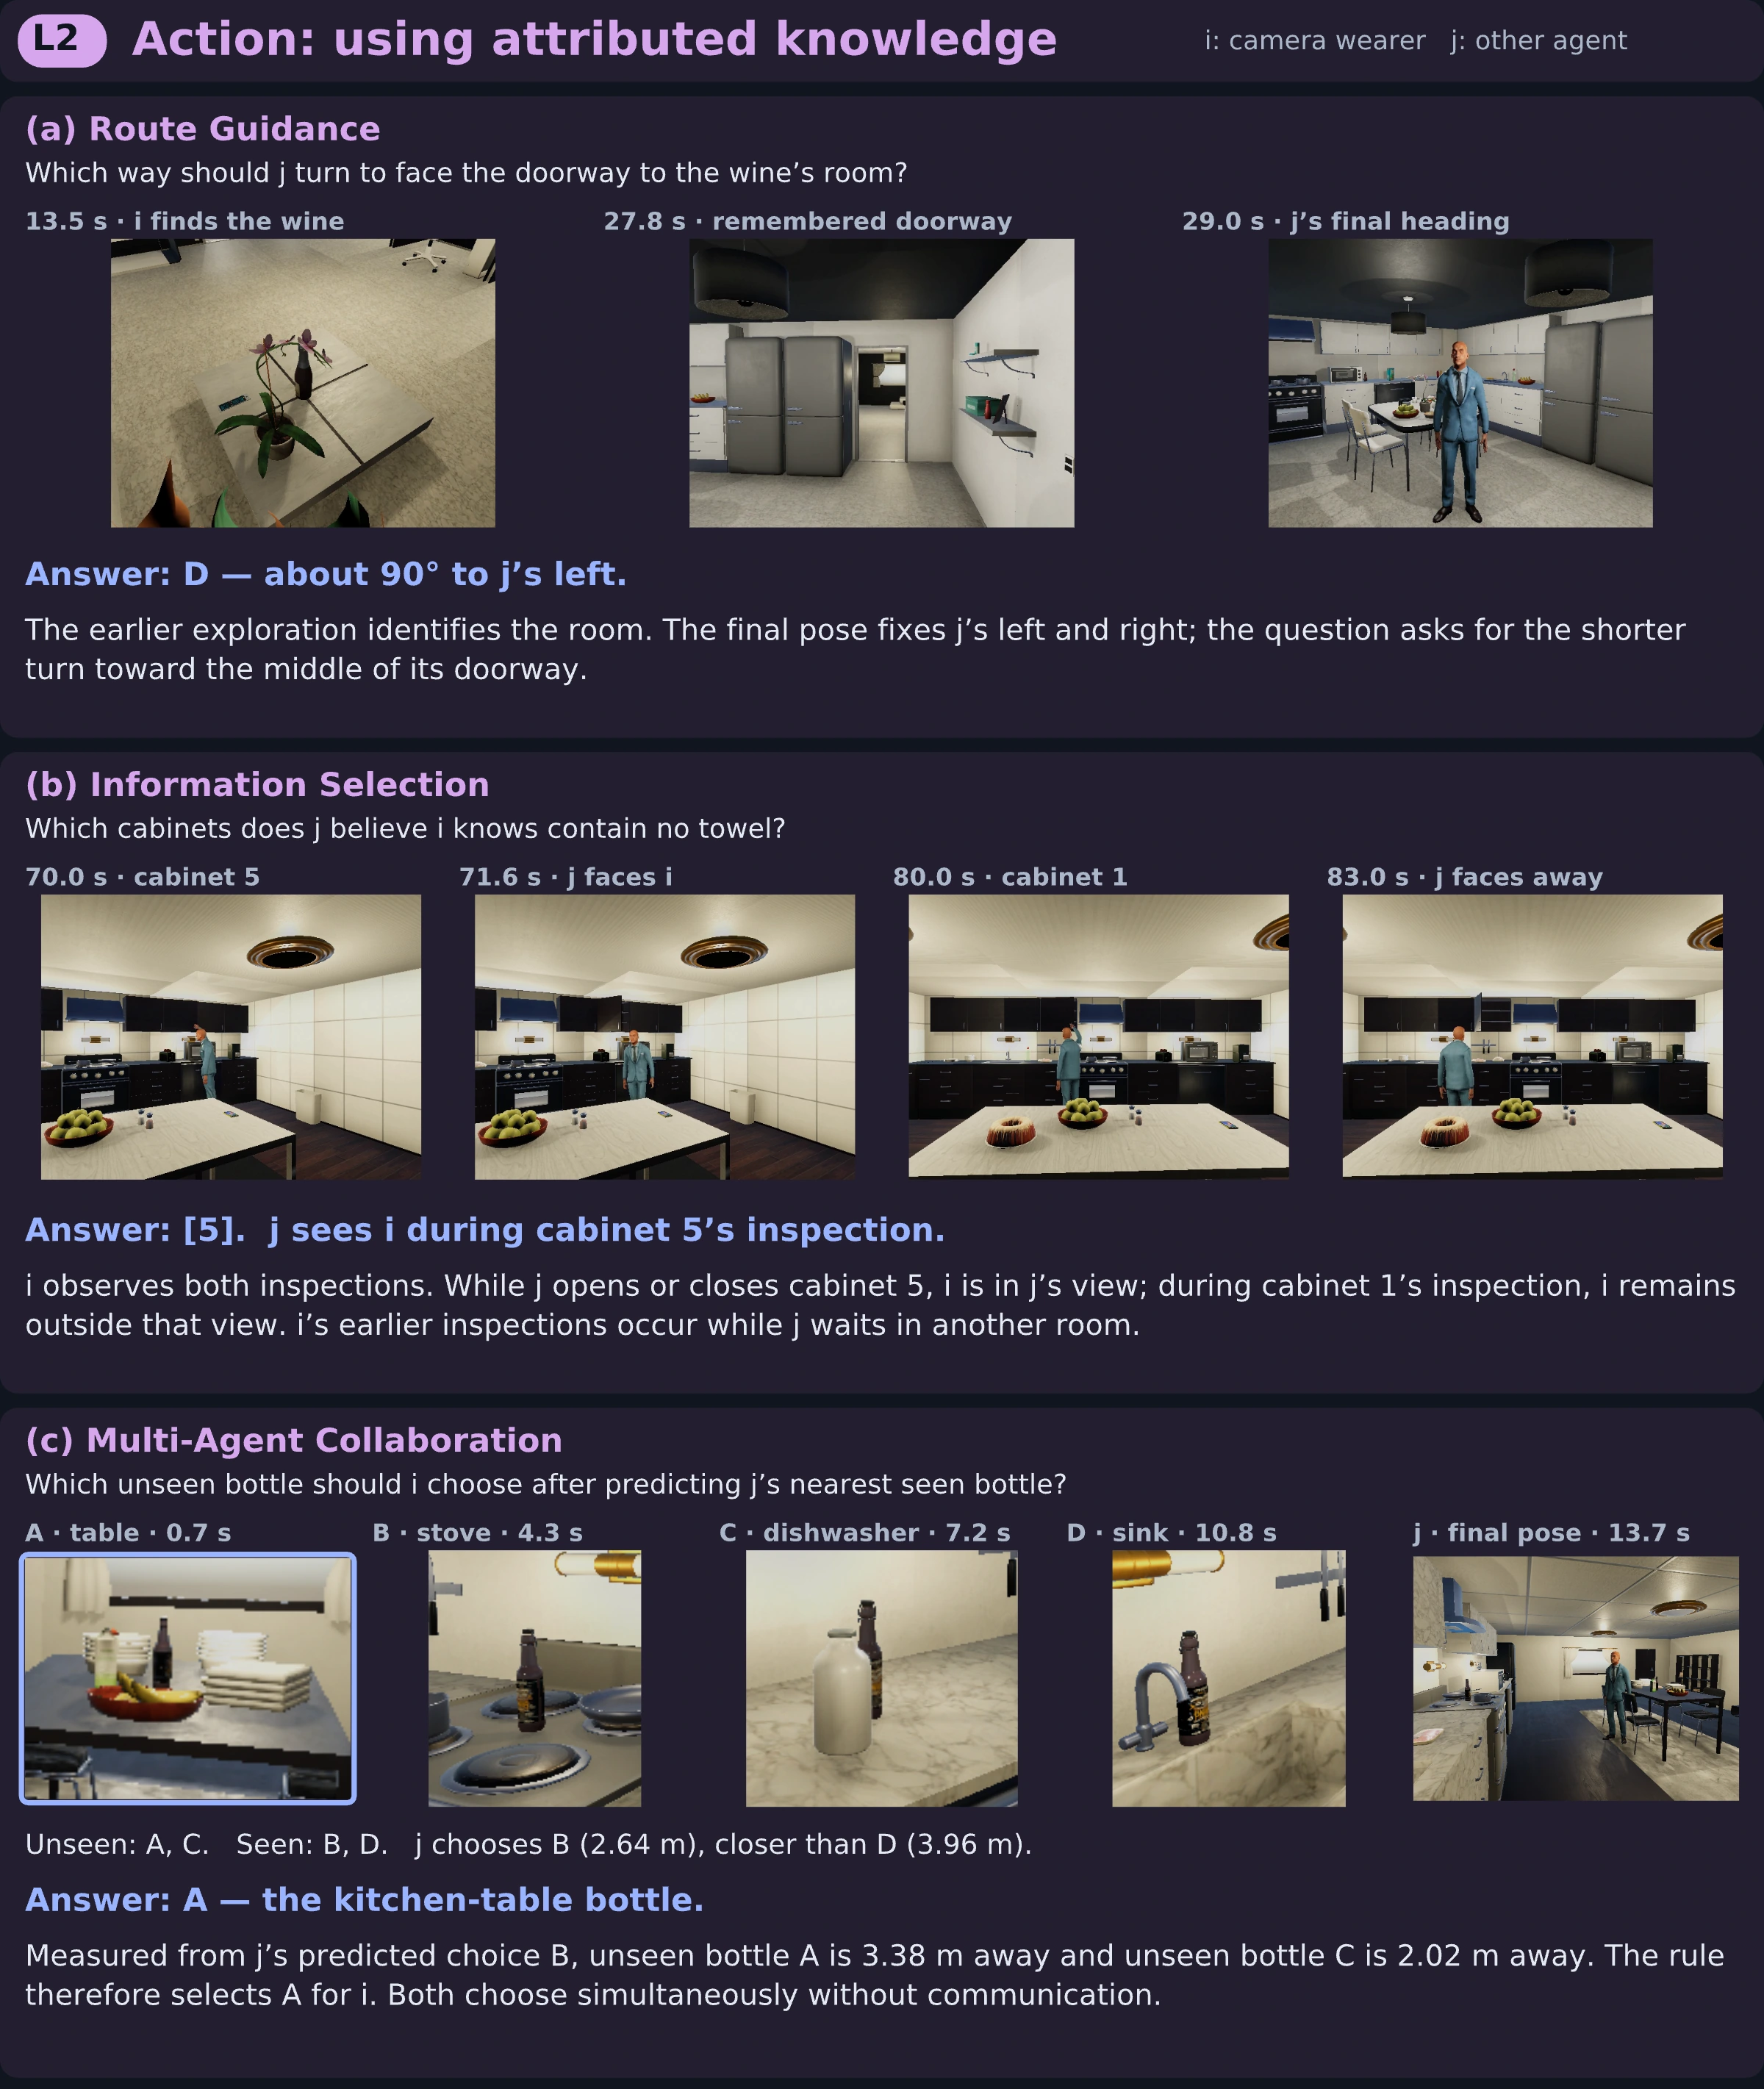 L2 Action: using attributed knowledge i: camera wearer j: other agent
(a) Route Guidance
Which way should j turn to face the doorway to the wine’s room?
13.5 s · i finds the wine
27.8 s · remembered doorway
29.0 s · j’s final heading
Answer: D — about 90° to j’s left.
The earlier exploration identifies the room. The final pose fixes j’s left and right; the question asks for the shorter
turn toward the middle of its doorway.
(b) Information Selection
Which cabinets does j believe i knows contain no towel?
70.0 s · cabinet 5
71.6 s · j faces i
80.0 s · cabinet 1
83.0 s · j faces away
Answer: [5].  j sees i during cabinet 5’s inspection.
i observes both inspections. While j opens or closes cabinet 5, i is in j’s view; during cabinet 1’s inspection, i remains
outside that view. i’s earlier inspections occur while j waits in another room.
(c) Multi-Agent Collaboration
Which unseen bottle should i choose after predicting j’s nearest seen bottle?
A · table · 0.7 s
B · stove · 4.3 s
C · dishwasher · 7.2 s
D · sink · 10.8 s
j · final pose · 13.7 s
Unseen: A, C.   Seen: B, D.   j chooses B (2.64 m), closer than D (3.96 m).
Answer: A — the kitchen-table bottle.
Measured from j’s predicted choice B, unseen bottle A is 3.38 m away and unseen bottle C is 2.02 m away. The rule
therefore selects A for i. Both choose simultaneously without communication.